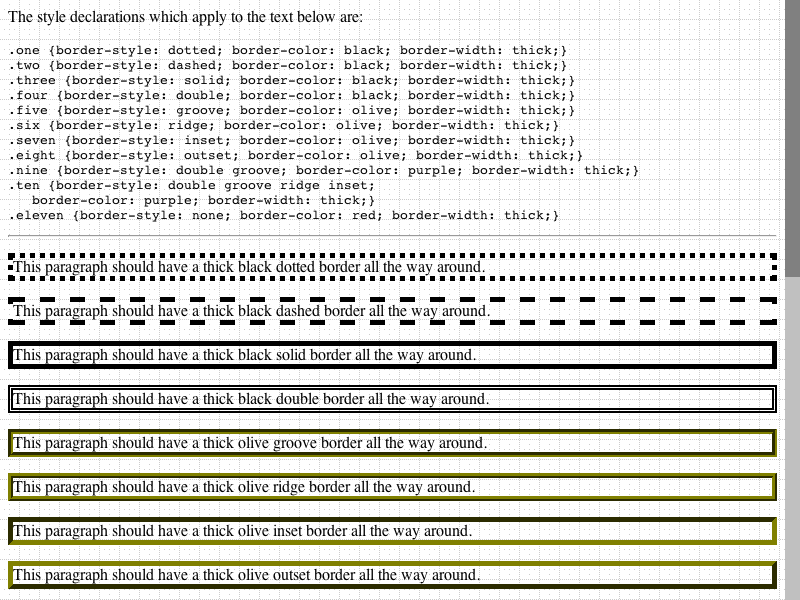 The style declarations which apply to the text below are:
.one {border-style: dotted; border-color: black; border-width: thick;}
.two {border-style: dashed; border-color: black; border-width: thick;}
.three {border-style: solid; border-color: black; border-width: thick;}
.four {border-style: double; border-color: black; border-width: thick;}
.five {border-style: groove; border-color: olive; border-width: thick;}
.six {border-style: ridge; border-color: olive; border-width: thick;}
.seven {border-style: inset; border-color: olive; border-width: thick;}
.eight {border-style: outset; border-color: olive; border-width: thick;}
.nine {border-style: double groove; border-color: purple; border-width: thick;}
.ten {border-style: double groove ridge inset;
   border-color: purple; border-width: thick;}
.eleven {border-style: none; border-color: red; border-width: thick;}
This paragraph should have a thick black dotted border all the way around.
This paragraph should have a thick black dashed border all the way around.
This paragraph should have a thick black solid border all the way around.
This paragraph should have a thick black double border all the way around.
This paragraph should have a thick olive groove border all the way around.
This paragraph should have a thick olive ridge border all the way around.
This paragraph should have a thick olive inset border all the way around.
This paragraph should have a thick olive outset border all the way around.